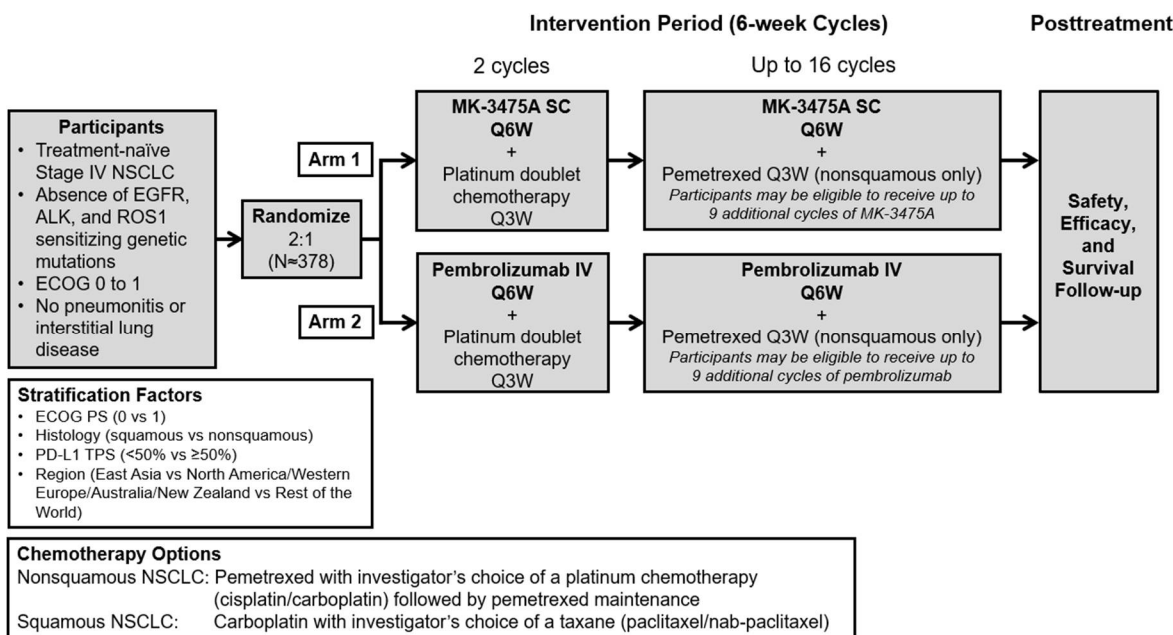 Intervention Period (6-week Cycles)
Posttreatment
2 cycles
Up to 16 cycles
Participants
• Treatment-naïve
Stage IV NSCLC
• Absence of EGFR,
ALK, and ROS1
sensitizing genetic
mutations
• ECOG 0 to 1
• No pneumonitis or
interstitial lung
disease
Randomize
2:1
(N≈378)
Arm 1
MK-3475A SC
Q6W
+
Platinum doublet
chemotherapy
Q3W
MK-3475A SC
Q6W
+
Pemetrexed Q3W (nonsquamous only)
Participants may be eligible to receive up to
9 additional cycles of MK-3475A
Arm 2
Pembrolizumab IV
Q6W
+
Platinum doublet
chemotherapy
Q3W
Pembrolizumab IV
Q6W
+
Pemetrexed Q3W (nonsquamous only)
Participants may be eligible to receive up to
9 additional cycles of pembrolizumab
Safety,
Efficacy,
and
Survival
Follow-up
Stratification Factors
• ECOG PS (0 vs 1)
• Histology (squamous vs nonsquamous)
• PD-L1 TPS (<50% vs ≥50%)
• Region (East Asia vs North America/Western
Europe/Australia/New Zealand vs Rest of the
World)
Chemotherapy Options
Nonsquamous NSCLC: Pemetrexed with investigator's choice of a platinum chemotherapy
(cisplatin/carboplatin) followed by pemetrexed maintenance
Squamous NSCLC: Carboplatin with investigator's choice of a taxane (paclitaxel/nab-paclitaxel)